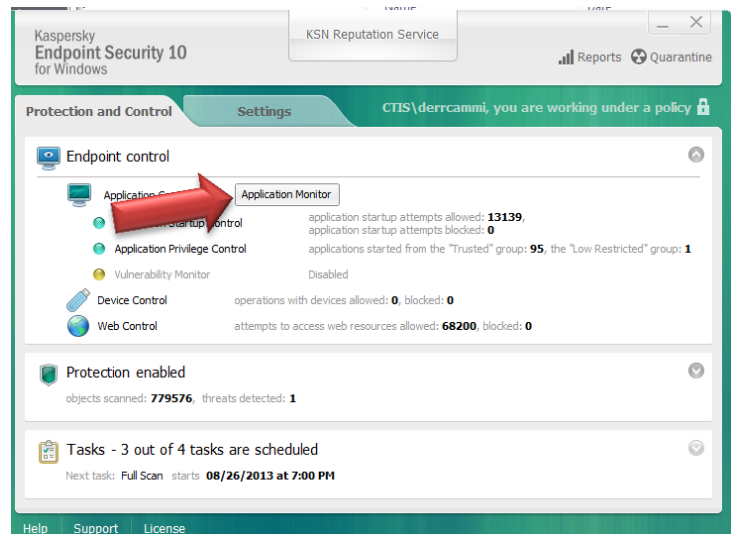 Kaspersky
Endpoint Security 10
for Windows
KSN Reputation Service
Reports
Quarantine
Protection and Control
Settings
CTIS\derrcammi, you are working under a policy
Endpoint control
Application
Application Monitor
Startup Control
application startup attempts allowed: 13139,
application startup attempts blocked: 0
Application Privilege Control
applications started from the "Trusted" group: 95, the "Low Restricted" group: 1
Vulnerability Monitor
Disabled
Device Control
operations with devices allowed: 0, blocked: 0
Web Control
attempts to access web resources allowed: 68200, blocked: 0
Protection enabled
objects scanned: 779576, threats detected: 1
Tasks - 3 out of 4 tasks are scheduled
Next task: Full Scan starts 08/26/2013 at 7:00 PM
Help
Support
License